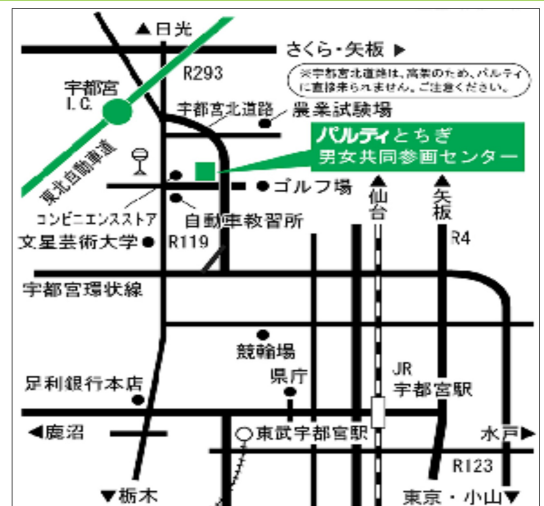 ▲日光
さくら・矢板 ▶
R293
※宇都宮北道路は、高架のため、パルティ
に直接来られません。ご注意ください。
宇都宮
I.C.
宇都宮北道路
農業試験場
パルティとちぎ
男女共同参画センター
東北自動車道
ゴルフ場
▲仙台
▲矢板
コンビニエンスストア
自動車教習所
文星芸術大学
R119
R4
宇都宮環状線
競輪場
県庁
JR
宇都宮駅
足利銀行本店
◀鹿沼
東武宇都宮駅
水戸▶
R123
▼栃木
東京・小山▼